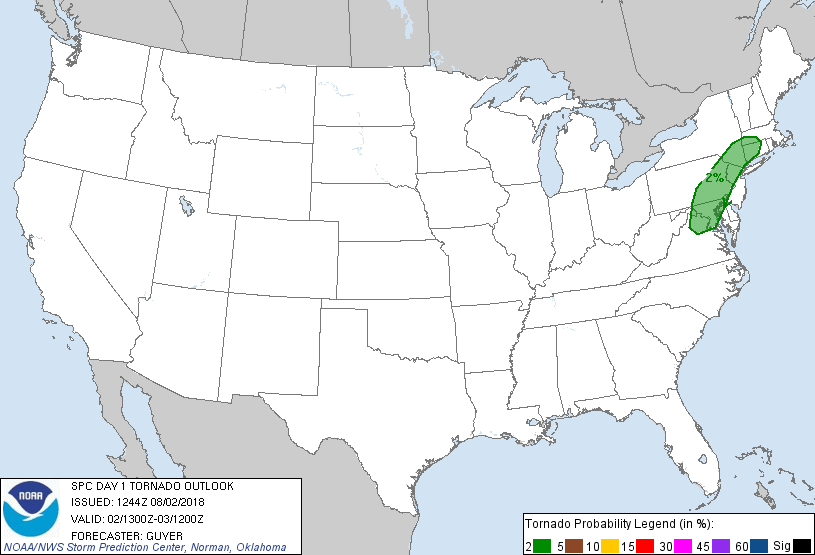 2%
SPC DAY 1 TORNADO OUTLOOK
ISSUED: 1244Z 08/02/2018
VALID: 02/1300Z-03/1200Z
FORECASTER: GUYER
NOAA/NWS Storm Prediction Center, Norman, Oklahoma
NOAA
Tornado Probability Legend (in %):
2 5 10 15 30 45 60 Sig